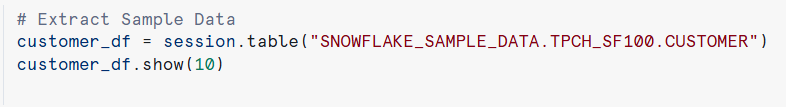 # Extract Sample Data
customer_df = session.table("SNOWFLAKE_SAMPLE_DATA.TPCH_SF100.CUSTOMER")
customer_df.show(10)